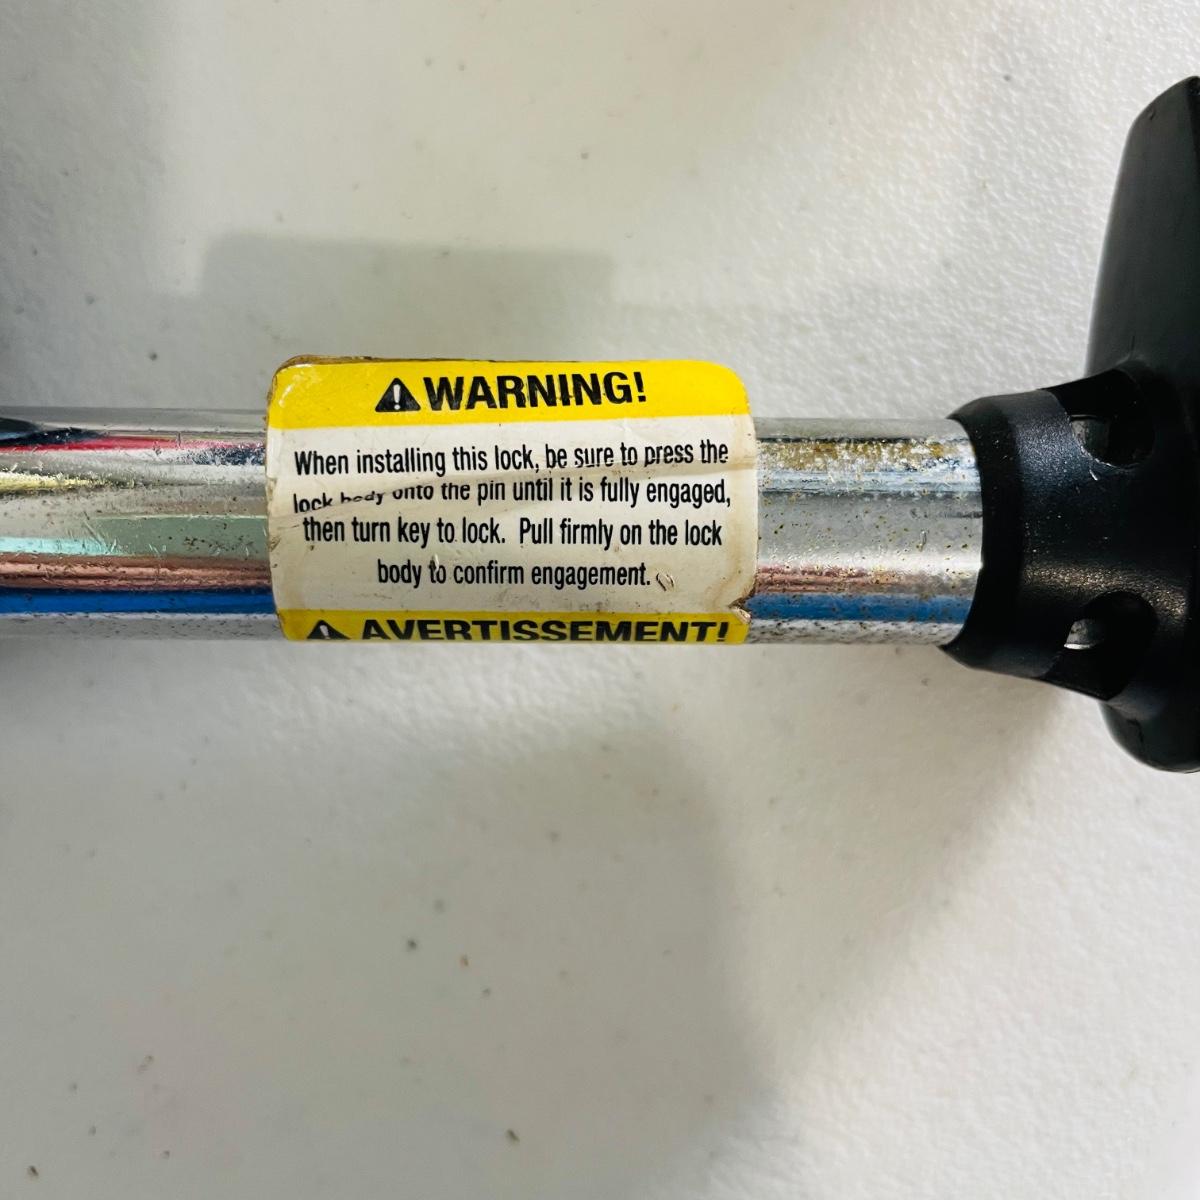 WARNING!
When installing this lock, be sure to press the
lock body onto the pin until it is fully engaged,
then turn key to lock. Pull firmly on the lock
body to confirm engagement.
AVERTISSEMENT!